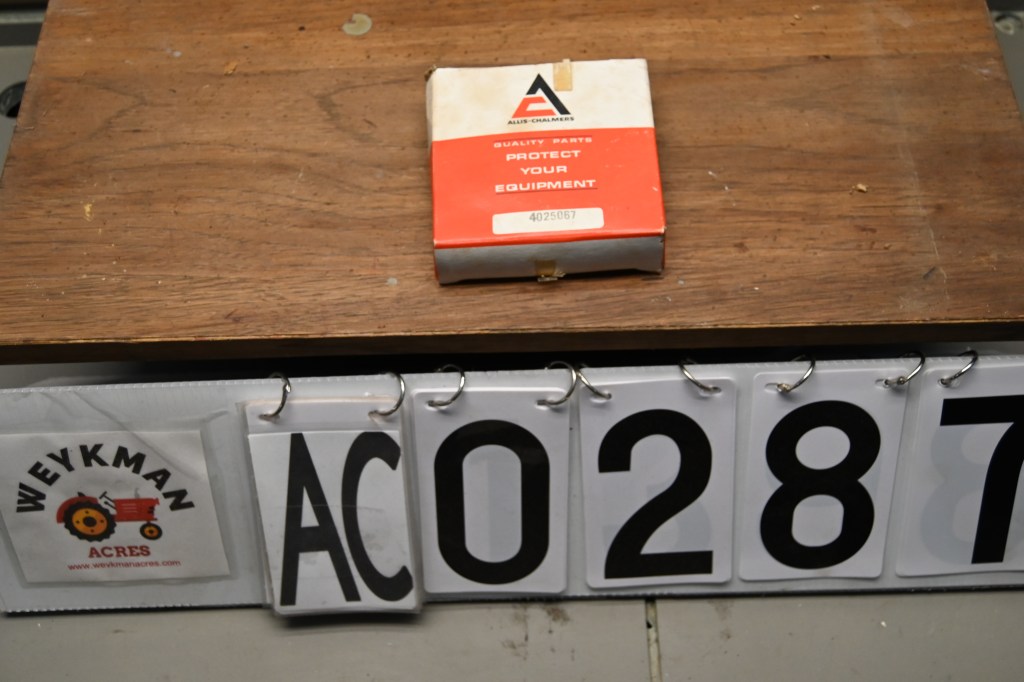 ALLIS-CHALMERS
QUALITY PARTS
PROTECT
YOUR
EQUIPMENT
4025067
WEYKMAN
ACRES
www.weykmanacres.com
AC0287